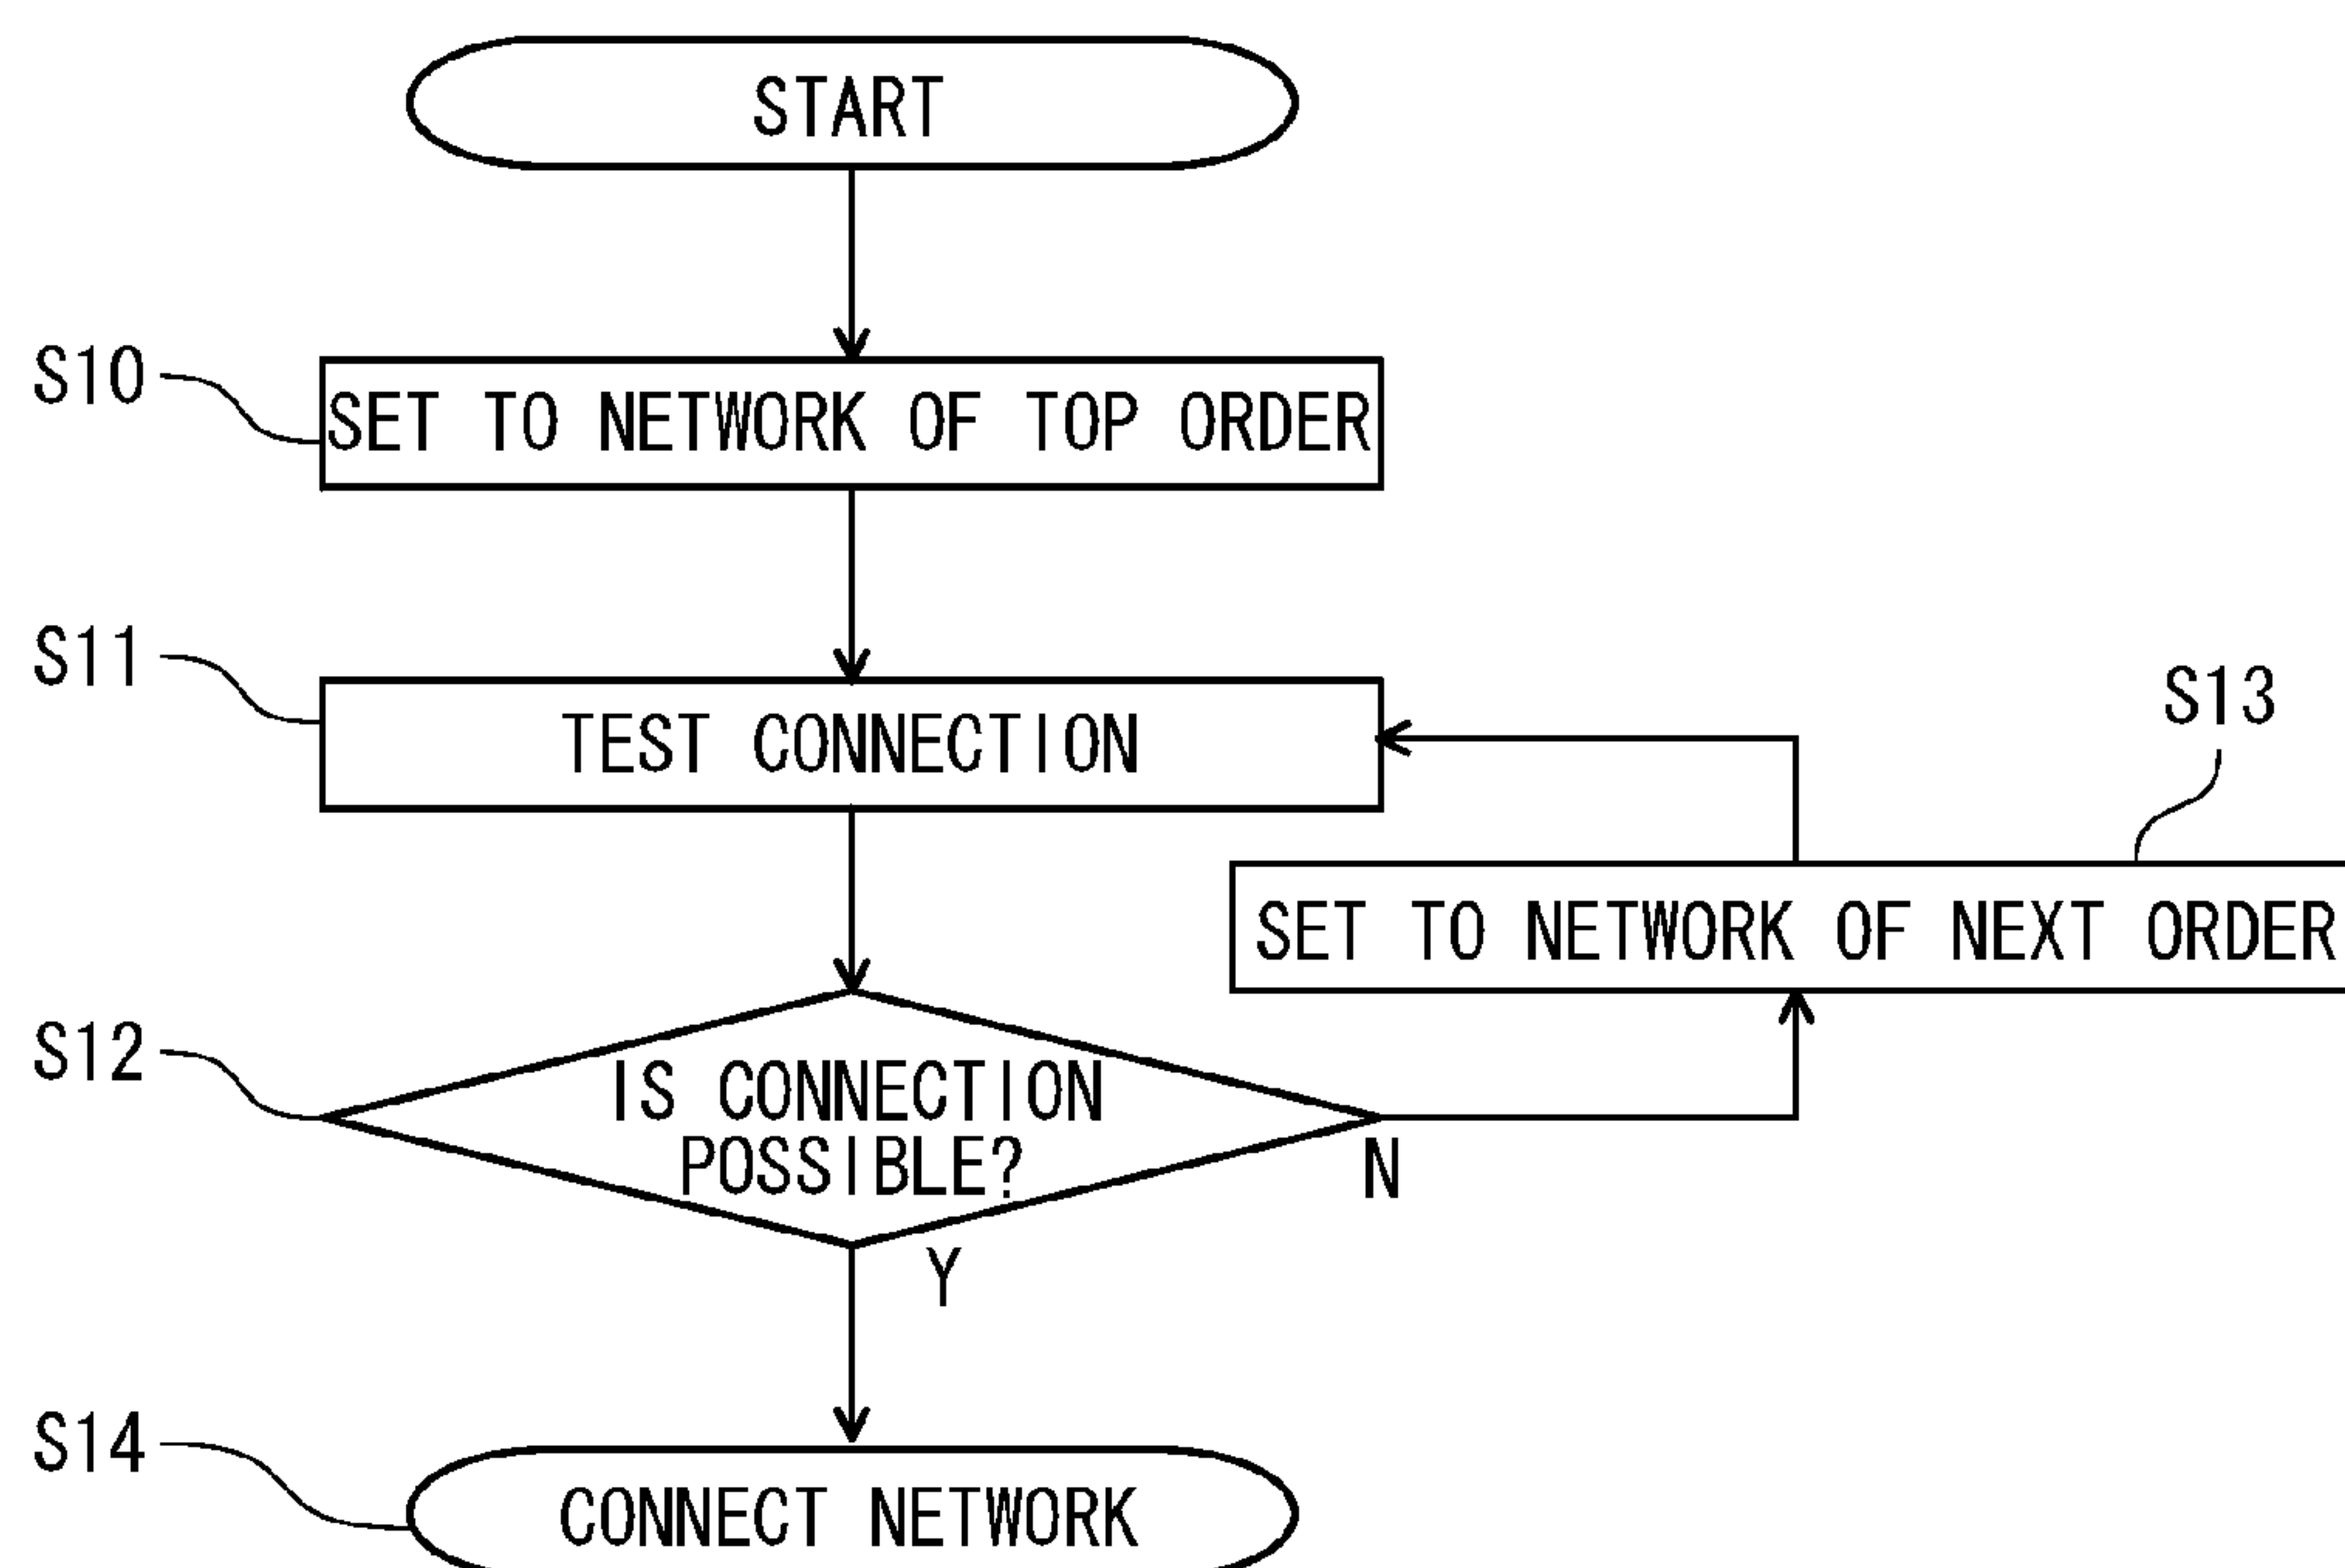 START
S10
SET TO NETWORK OF TOP ORDER
S11
TEST CONNECTION
S13
SET TO NETWORK OF NEXT ORDER
S12
IS CONNECTION
POSSIBLE?
N
Y
S14
CONNECT NETWORK